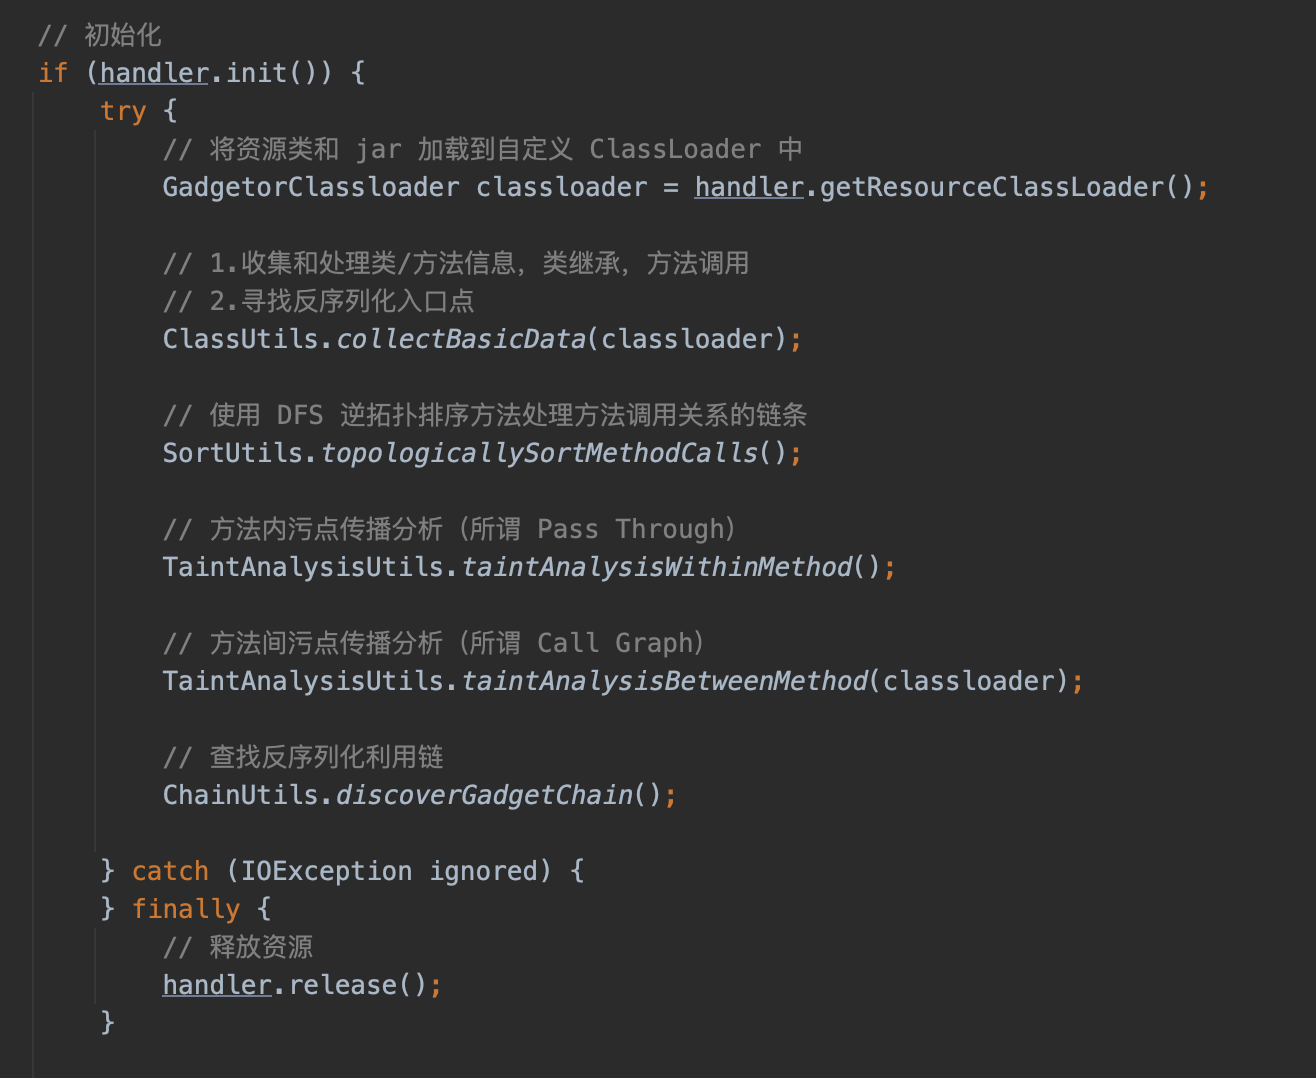 // 初始化
if (handler.init()) {
try {
// 将资源类和 jar 加载到自定义 ClassLoader 中
GadgetorClassloader classloader = handler.getResourceClassLoader();
// 1.收集和处理类/方法信息，类继承，方法调用
// 2.寻找反序列化入口点
ClassUtils.collectBasicData(classloader);
// 使用 DFS 逆拓扑排序方法处理方法调用关系的链条
SortUtils.topologicallySortMethodCalls();
// 方法内污点传播分析（所谓 Pass Through）
TaintAnalysisUtils.taintAnalysisWithinMethod();
// 方法间污点传播分析（所谓 Call Graph）
TaintAnalysisUtils.taintAnalysisBetweenMethod(classloader);
// 查找反序列化利用链
ChainUtils.discoverGadgetChain();
} catch (IOException ignored) {
} finally {
// 释放资源
handler.release();
}